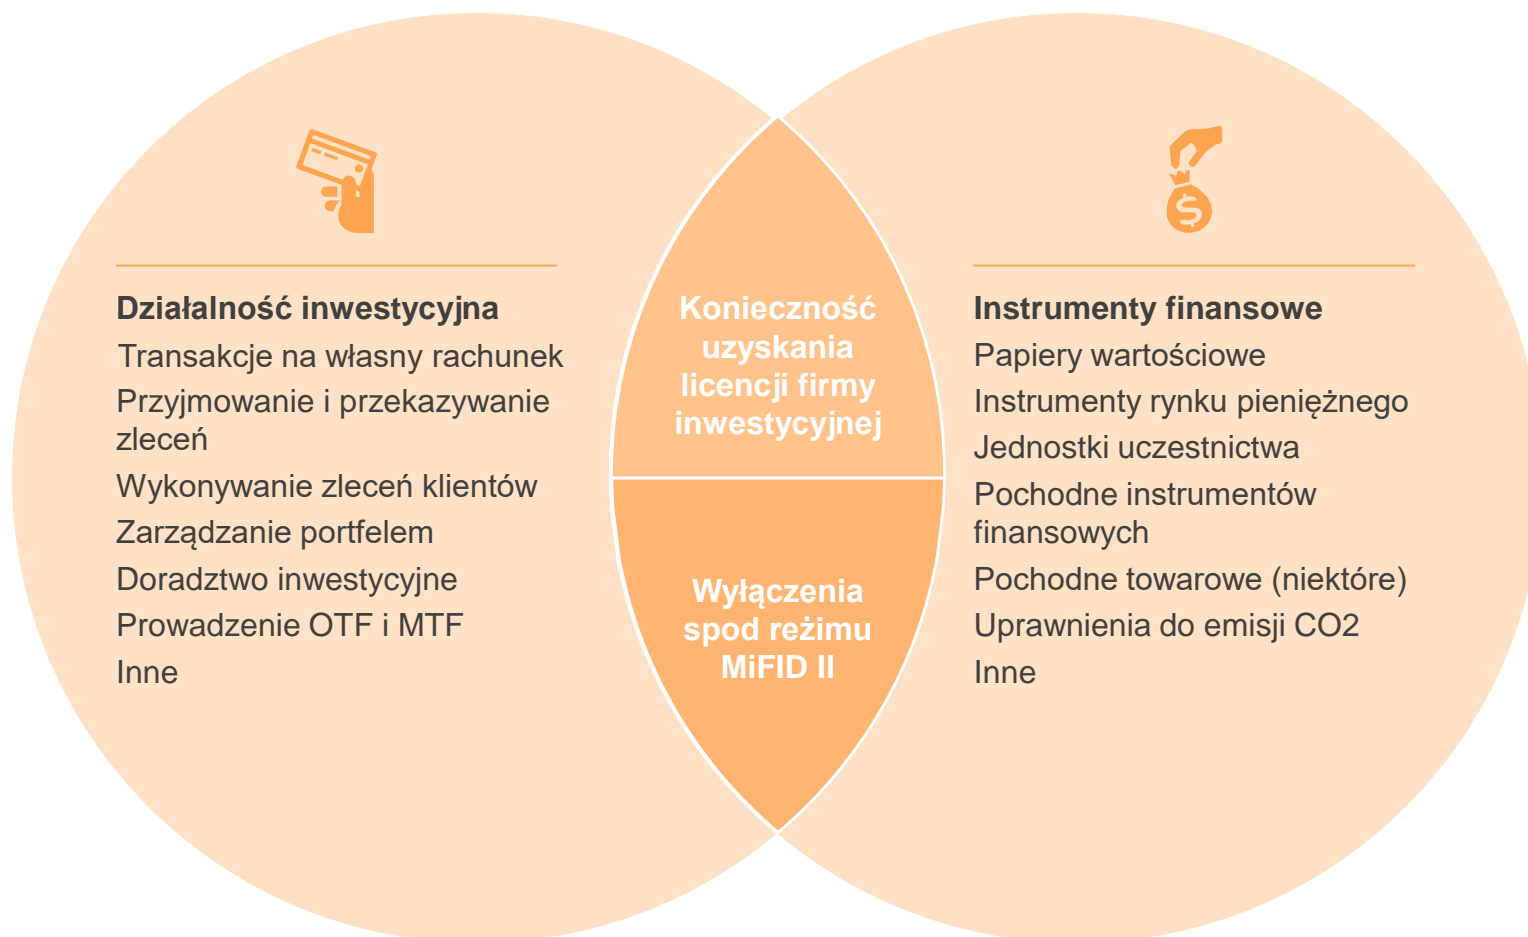 Działalność inwestycyjna
Transakcje na własny rachunek
Przyjmowanie i przekazywanie
zleceń
Wykonywanie zleceń klientów
Zarządzanie portfelem
Doradztwo inwestycyjne
Prowadzenie OTF i MTF
Inne
Konieczność
uzyskania
licencji firmy
inwestycyjnej
Wyłączenia
spod reżimu
MiFID II
$
Instrumenty finansowe
Papiery wartościowe
Instrumenty rynku pieniężnego
Jednostki uczestnictwa
Pochodne instrumentów
finansowych
Pochodne towarowe (niektóre)
Uprawnienia do emisji CO2
Inne